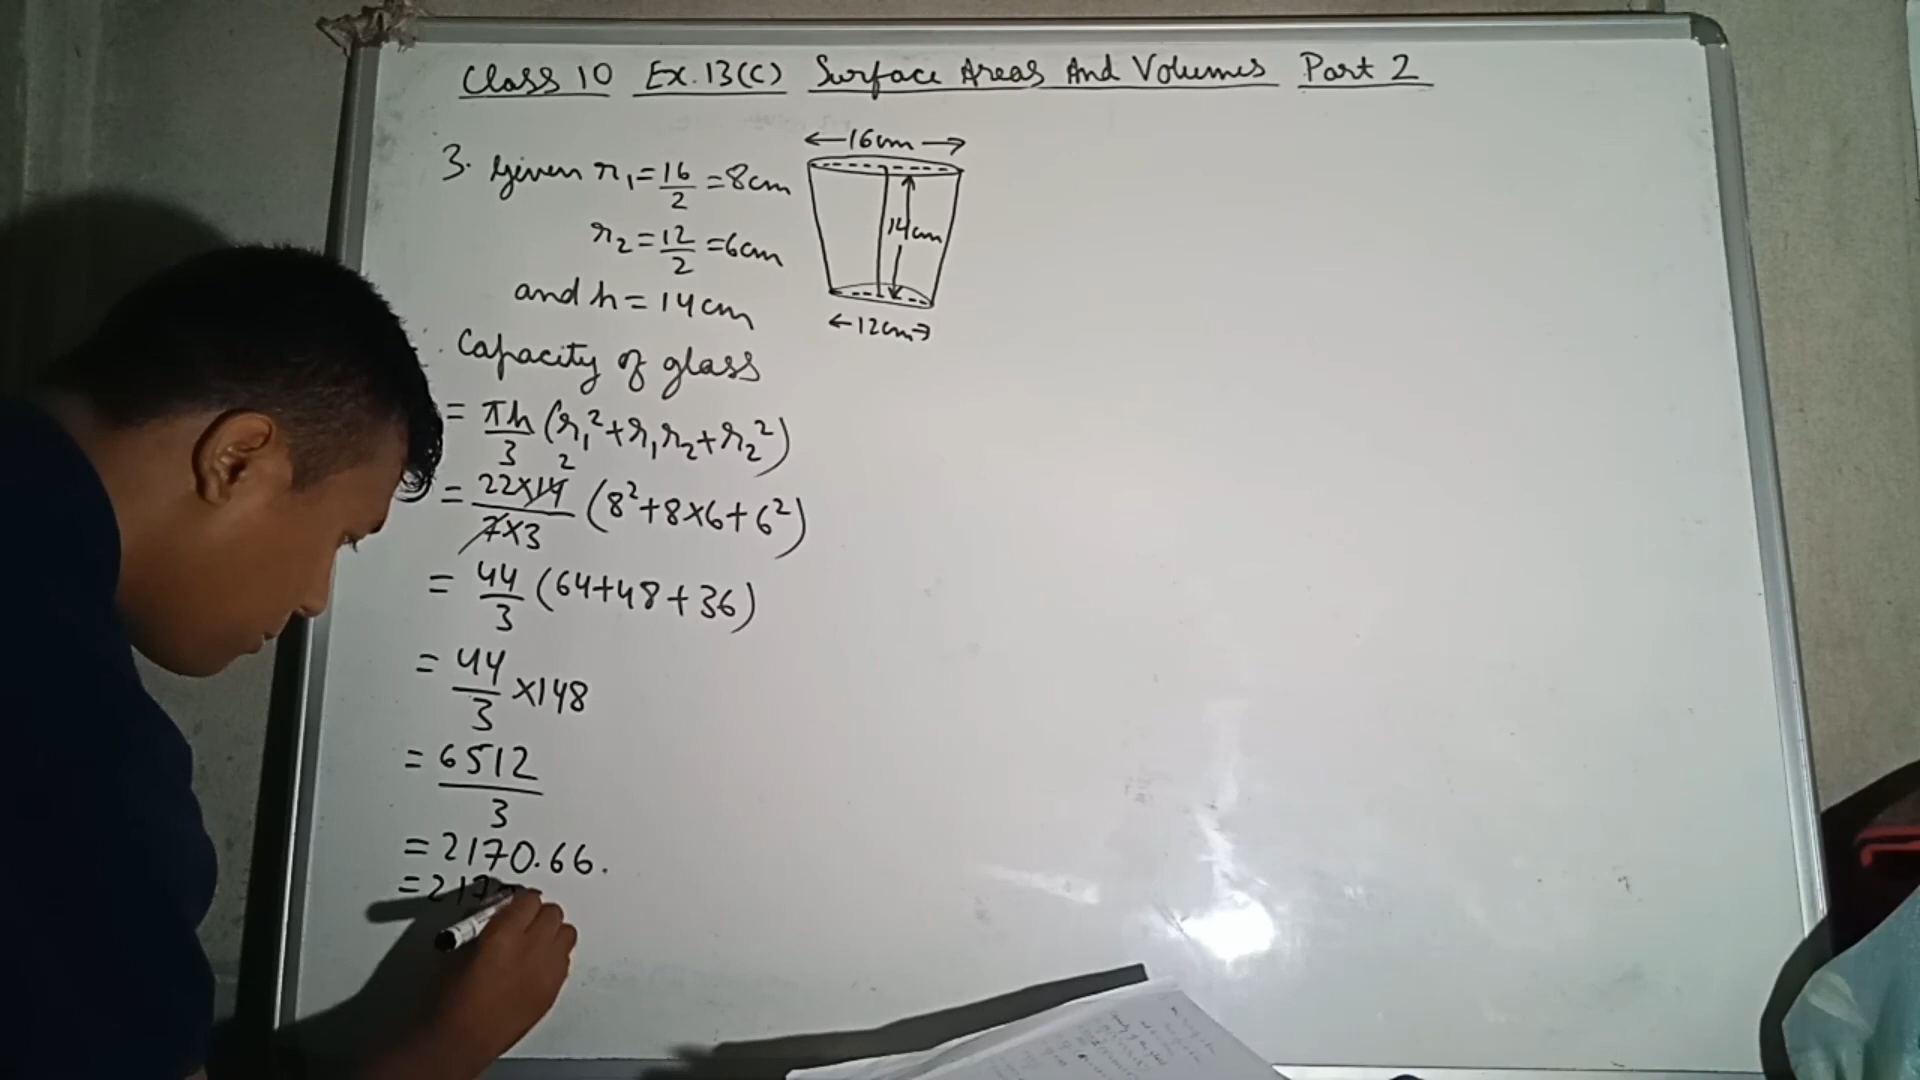 Class 10 Ex. 13(C) Surface Areas And Volumes Part 2
3. Given r₁ = 16/2 = 8cm
r₂ = 12/2 = 6cm
and h = 14cm
←16cm→
14cm
←12cm→
Capacity of glass
= πh/3 (r₁² + r₁r₂ + r₂²)
= 22×14/7×3 (8² + 8×6 + 6²)
2
= 44/3 (64+48+36)
= 44/3 ×148
= 6512/3
= 2170.66.
= 217